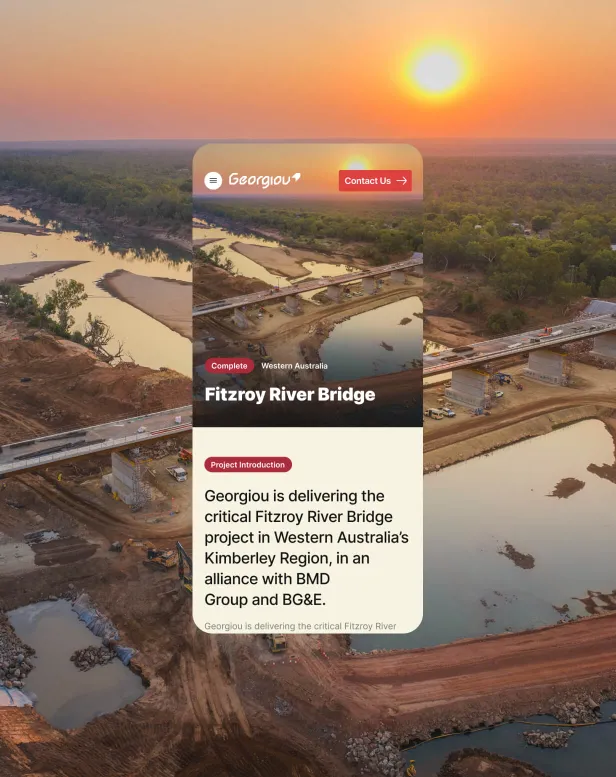 Georgiou
Contact Us
Complete
Western Australia
Fitzroy River Bridge
Project Introduction
Georgiou is delivering the
critical Fitzroy River Bridge
project in Western Australia’s
Kimberley Region, in an
alliance with BMD
Group and BG&E.
Georgiou is delivering the critical Fitzroy River